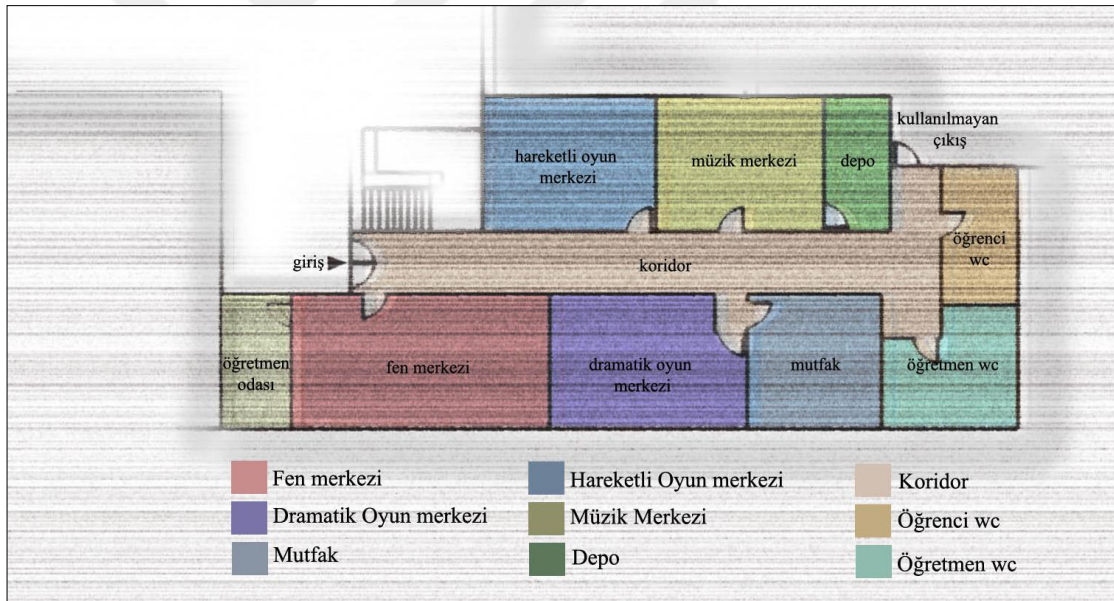 kullanılmayan
çıkış
hareketli oyun
merkezi
müzik merkezi
depo
öğrenci
wc
giriş
koridor
öğretmen
odası
fen merkezi
dramatik oyun
merkezi
mutfak
öğretmen wc
Fen merkezi
Hareketli Oyun merkezi
Koridor
Dramatik Oyun merkezi
Müzik Merkezi
Öğrenci wc
Mutfak
Depo
Öğretmen wc